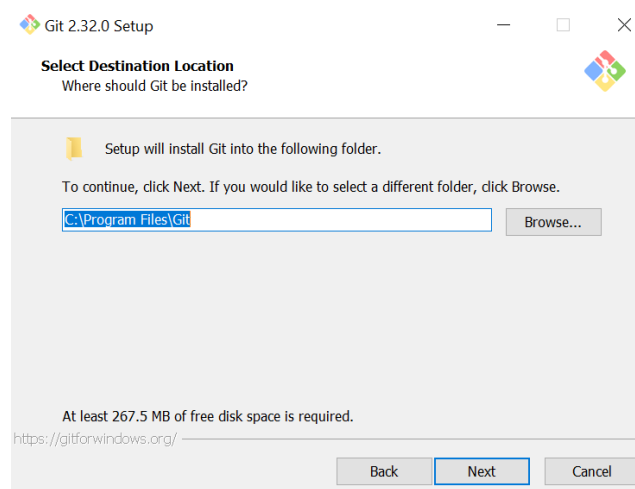 Git 2.32.0 Setup
Select Destination Location
Where should Git be installed?
Setup will install Git into the following folder.
To continue, click Next. If you would like to select a different folder, click Browse.
C:\Program Files\Git
Browse...
At least 267.5 MB of free disk space is required.
https://gitforwindows.org/
Back
Next
Cancel